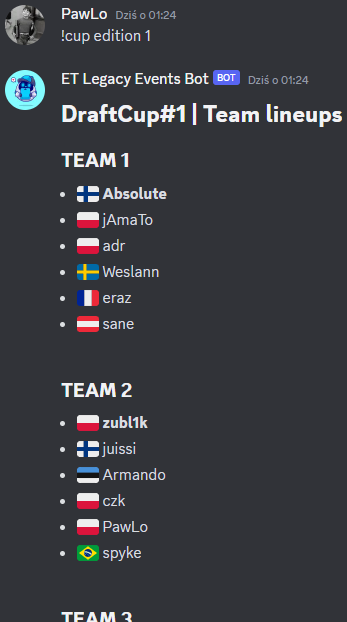 PawLo Dziś o 01:24
!cup edition 1
ET Legacy Events Bot BOT Dziś o 01:24
DraftCup#1 | Team lineups
TEAM 1
Absolute
jAmaTo
adr
Weslann
eraz
sane
TEAM 2
zubl1k
juissi
Armando
czk
PawLo
spyke
TEAM 3